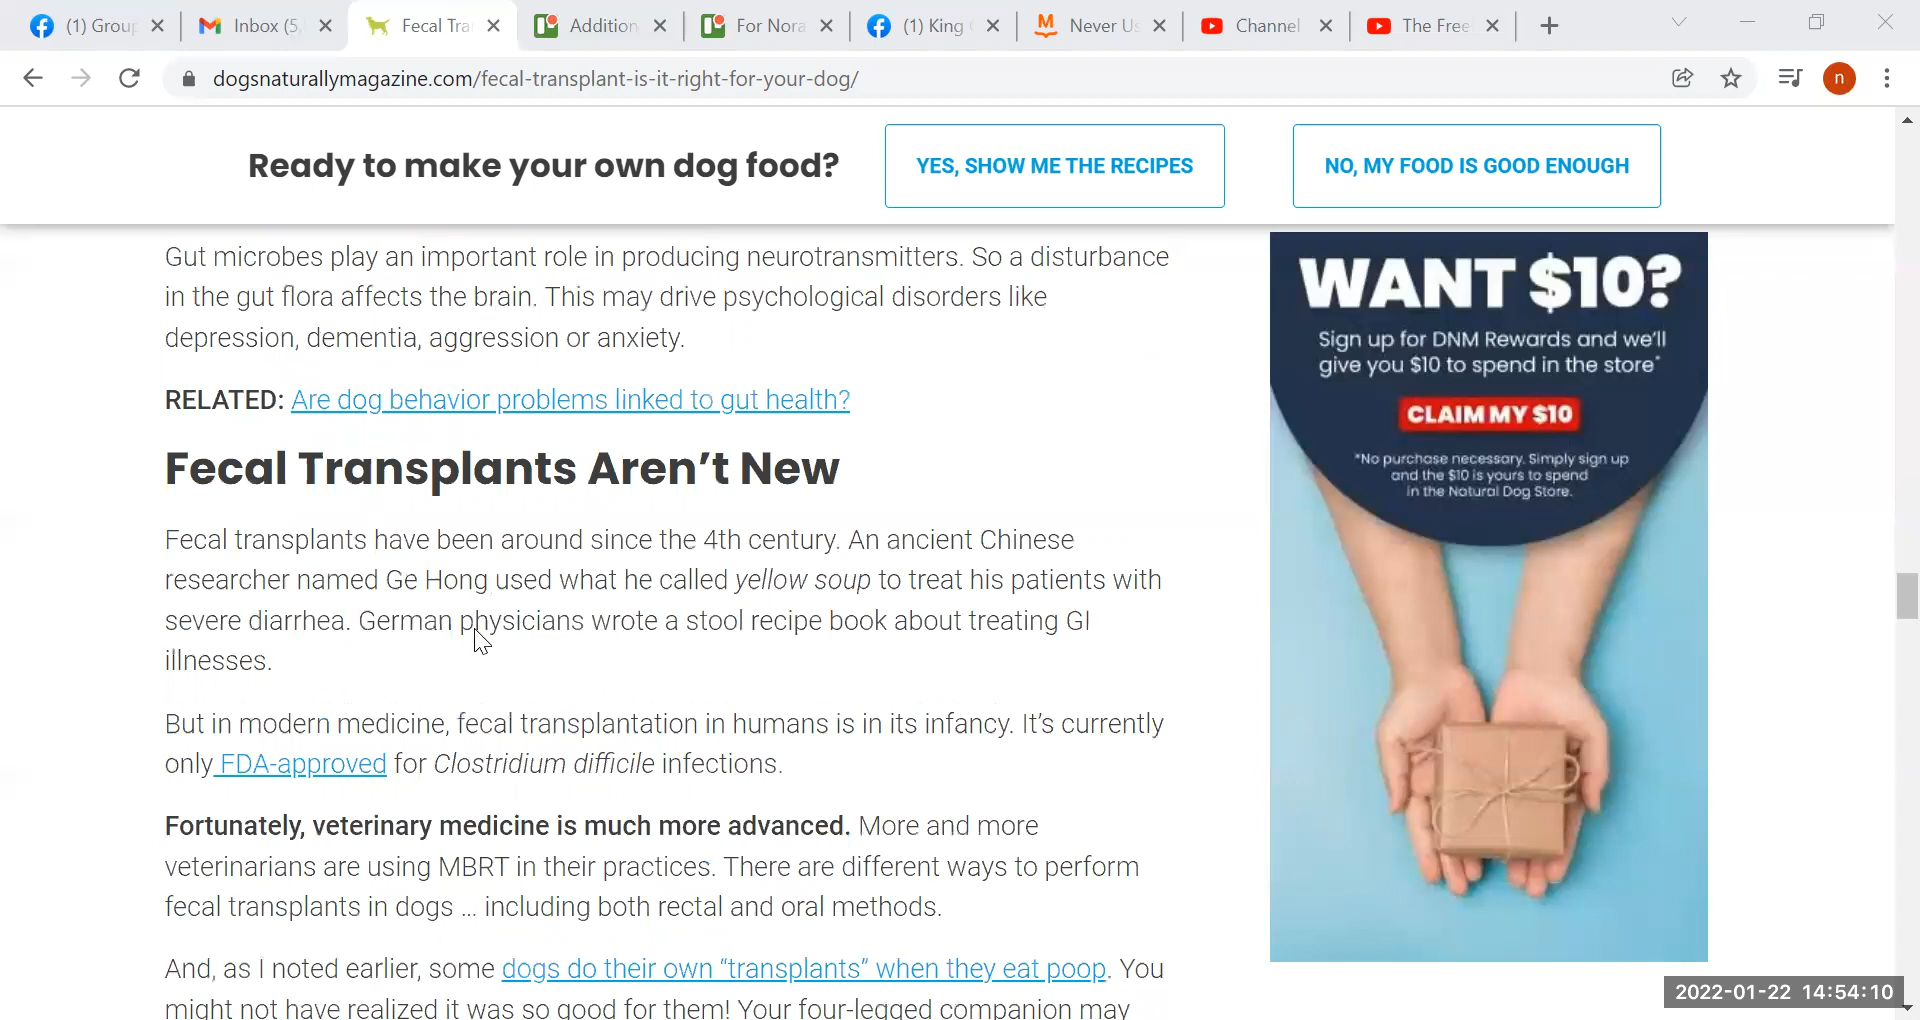 (1) Group
Inbox (5,
Fecal Tra
Addition
For Nora
(1) King
Never Us
Channel
The Free
dogsnaturallymagazine.com/fecal-transplant-is-it-right-for-your-dog/
n
Ready to make your own dog food?
YES, SHOW ME THE RECIPES
NO, MY FOOD IS GOOD ENOUGH
Gut microbes play an important role in producing neurotransmitters. So a disturbance
in the gut flora affects the brain. This may drive psychological disorders like
depression, dementia, aggression or anxiety.
RELATED: Are dog behavior problems linked to gut health?
Fecal Transplants Aren’t New
Fecal transplants have been around since the 4th century. An ancient Chinese
researcher named Ge Hong used what he called yellow soup to treat his patients with
severe diarrhea. German physicians wrote a stool recipe book about treating GI
illnesses.
But in modern medicine, fecal transplantation in humans is in its infancy. It’s currently
only FDA-approved for Clostridium difficile infections.
Fortunately, veterinary medicine is much more advanced. More and more
veterinarians are using MBRT in their practices. There are different ways to perform
fecal transplants in dogs … including both rectal and oral methods.
And, as I noted earlier, some dogs do their own “transplants” when they eat poop. You
might not have realized it was so good for them! Your four-legged companion may
WANT $10?
Sign up for DNM Rewards and we’ll
give you $10 to spend in the store*
CLAIM MY $10
*No purchase necessary. Simply sign up
and the $10 is yours to spend
in the Natural Dog Store.
2022-01-22 14:54:10